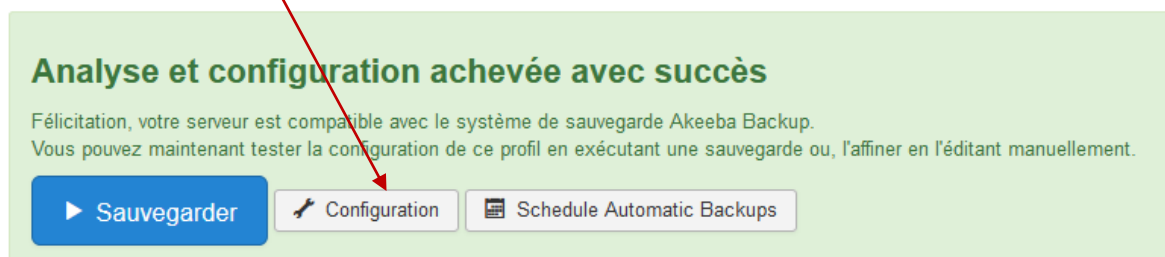 Analyse et configuration achevée avec succès
Félicitation, votre serveur est compatible avec le système de sauvegarde Akeeba Backup.
Vous pouvez maintenant tester la configuration de ce profil en exécutant une sauvegarde ou, l'affiner en l'éditant manuellement.
Sauvegarder Configuration Schedule Automatic Backups